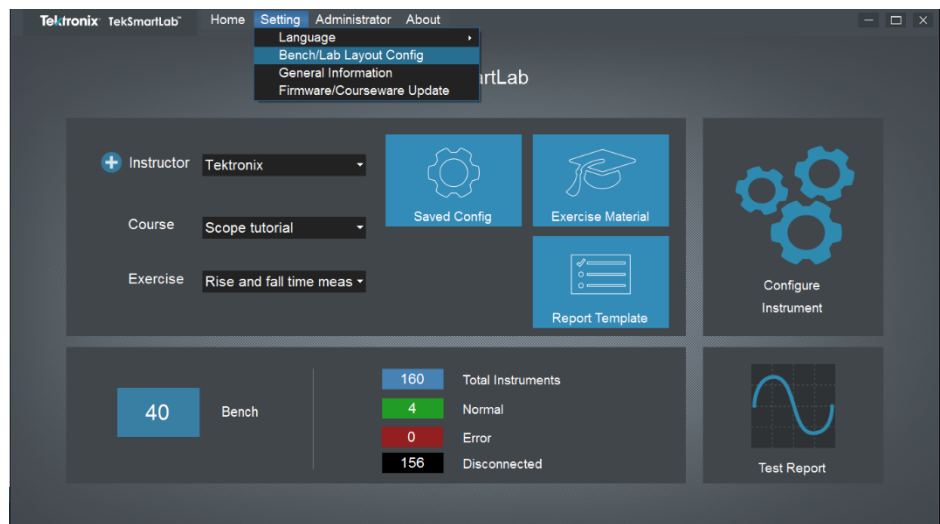 Tektronix TekSmartLab™ Home Setting Administrator About
Language
Bench/Lab Layout Config
General Information
Firmware/Courseware Update
artLab
Instructor Tektronix
Course Scope tutorial
Exercise Rise and fall time meas
Saved Config
Exercise Material
Report Template
Configure
Instrument
40 Bench
160 Total Instruments
4 Normal
0 Error
156 Disconnected
Test Report